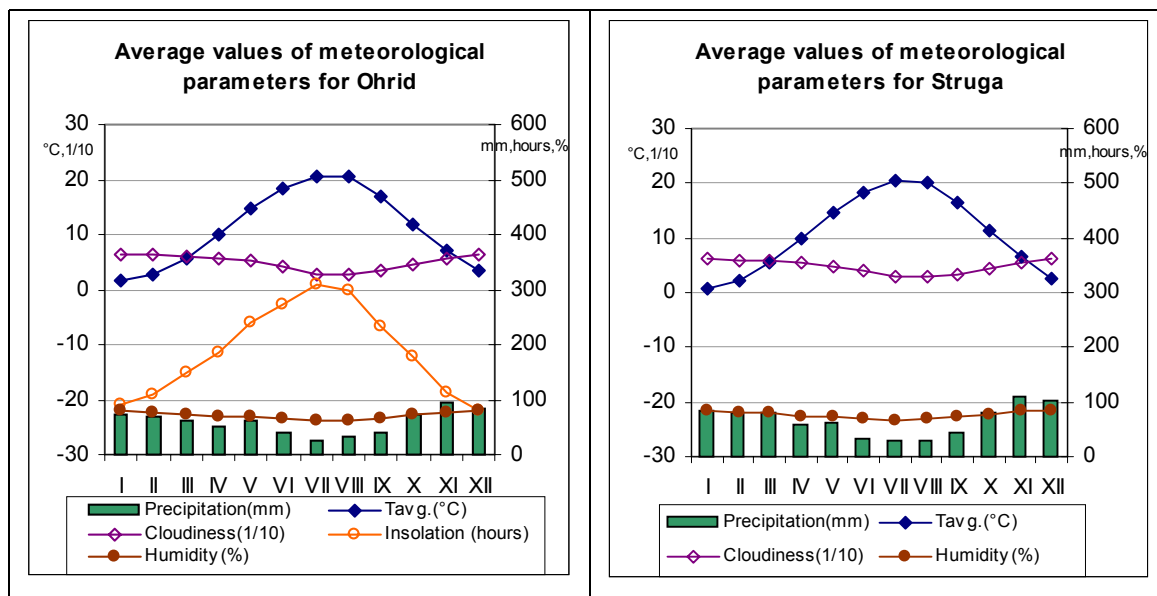 Average values of meteorological
parameters for Ohrid
30
20
10
0
-10
-20
-30
°C,1/10
mm,hours,%
600
500
400
300
200
100
0
I II III IV V VI VII VIII IX X XI XII
Precipitation(mm) Tavg.(°C)
Cloudiness(1/10) Insolation (hours)
Humidity(%)
Average values of meteorological
parameters for Struga
30
20
10
0
-10
-20
-30
°C,1/10
mm,hours,%
600
500
400
300
200
100
0
I II III IV V VI VII VIII IX X XI XII
Precipitation(mm) Tavg.(°C)
Cloudiness(1/10) Humidity(%)